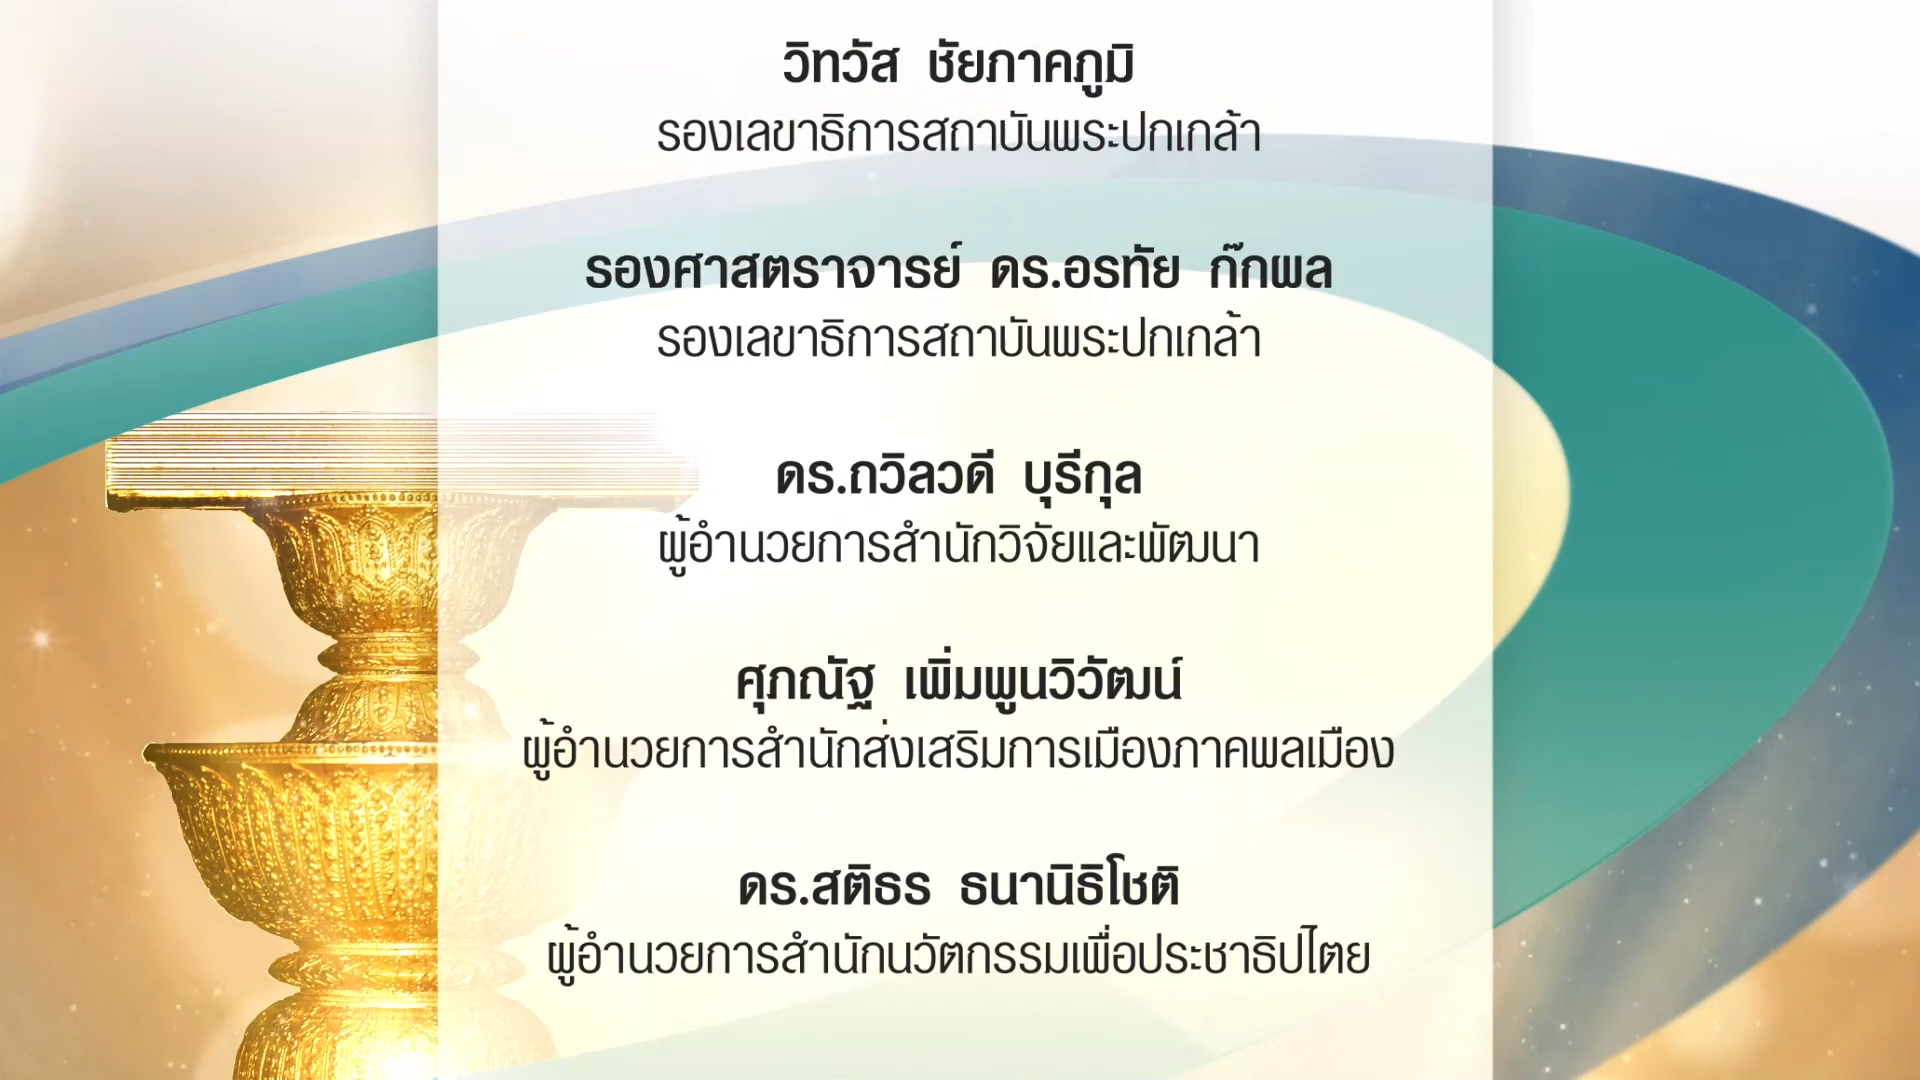 วิทวัส ชัยภาคภูมิ
รองเลขาธิการสถาบันพระปกเกล้า
รองศาสตราจารย์ ดร.อรทัย ก๊กผล
รองเลขาธิการสถาบันพระปกเกล้า
ดร.ถวิลวดี บุรีกุล
ผู้อำนวยการสำนักวิจัยและพัฒนา
ศุภณัฐ เพิ่มพูนวิวัฒน์
ผู้อำนวยการสำนักส่งเสริมการเมืองภาคพลเมือง
ดร.สติธร ธนานิธิโชติ
ผู้อำนวยการสำนักนวัตกรรมเพื่อประชาธิปไตย